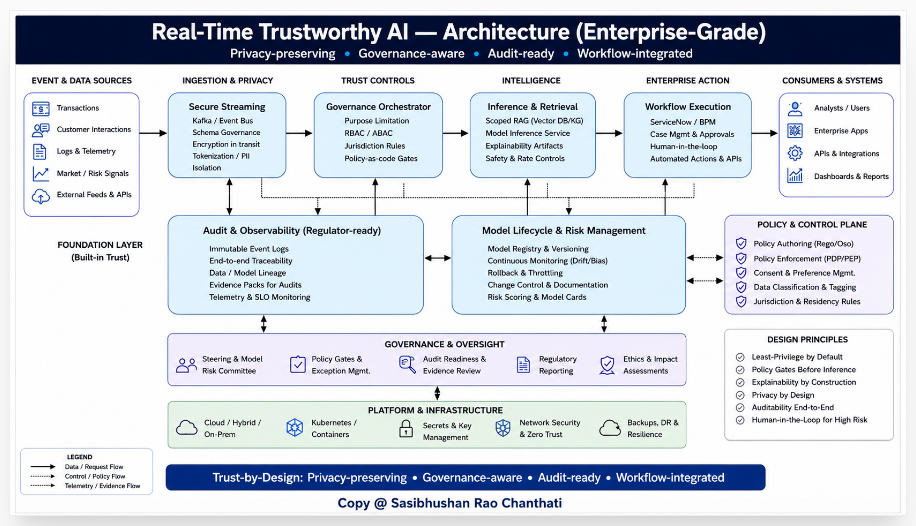 Real-Time Trustworthy AI — Architecture (Enterprise-Grade)
Privacy-preserving • Governance-aware • Audit-ready • Workflow-integrated
EVENT & DATA SOURCES
Transactions
Customer Interactions
Logs & Telemetry
Market / Risk Signals
External Feeds & APIs
INGESTION & PRIVACY
Secure Streaming
Kafka / Event Bus
Schema Governance
Encryption in transit
Tokenization / PII
Isolation
TRUST CONTROLS
Governance Orchestrator
Purpose Limitation
RBAC / ABAC
Jurisdiction Rules
Policy-as-code Gates
INTELLIGENCE
Inference & Retrieval
Scoped RAG (Vector DB/KG)
Model Inference Service
Explainability Artifacts
Safety & Rate Controls
ENTERPRISE ACTION
Workflow Execution
ServiceNow / BPM
Case Mgmt & Approvals
Human-in-the-loop
Automated Actions & APIs
CONSUMERS & SYSTEMS
Analysts / Users
Enterprise Apps
APIs & Integrations
Dashboards & Reports
FOUNDATION LAYER
(Built-in Trust)
Audit & Observability (Regulator-ready)
Immutable Event Logs
End-to-end Traceability
Data / Model Lineage
Evidence Packs for Audits
Telemetry & SLO Monitoring
Model Lifecycle & Risk Management
Model Registry & Versioning
Continuous Monitoring (Drift/Bias)
Rollback & Throttling
Change Control & Documentation
Risk Scoring & Model Cards
POLICY & CONTROL PLANE
Policy Authoring (Rego/Oso)
Policy Enforcement (PDP/PEP)
Consent & Preference Mgmt.
Data Classification & Tagging
Jurisdiction & Residency Rules
GOVERNANCE & OVERSIGHT
Steering & Model
Risk Committee
Policy Gates &
Exception Mgmt.
Audit Readiness &
Evidence Review
Regulatory
Reporting
Ethics & Impact
Assessments
DESIGN PRINCIPLES
Least-Privilege by Default
Policy Gates Before Inference
Explainability by Construction
Privacy by Design
Auditability End-to-End
Human-in-the-Loop for High Risk
PLATFORM & INFRASTRUCTURE
Cloud / Hybrid /
On-Prem
Kubernetes /
Containers
Secrets & Key
Management
Network Security
& Zero Trust
Backups, DR &
Resilience
LEGEND
Data / Request Flow
Control / Policy Flow
Telemetry / Evidence Flow
Trust-by-Design: Privacy-preserving • Governance-aware • Audit-ready • Workflow-integrated
Copy @ Sasibhushan Rao Chanthati